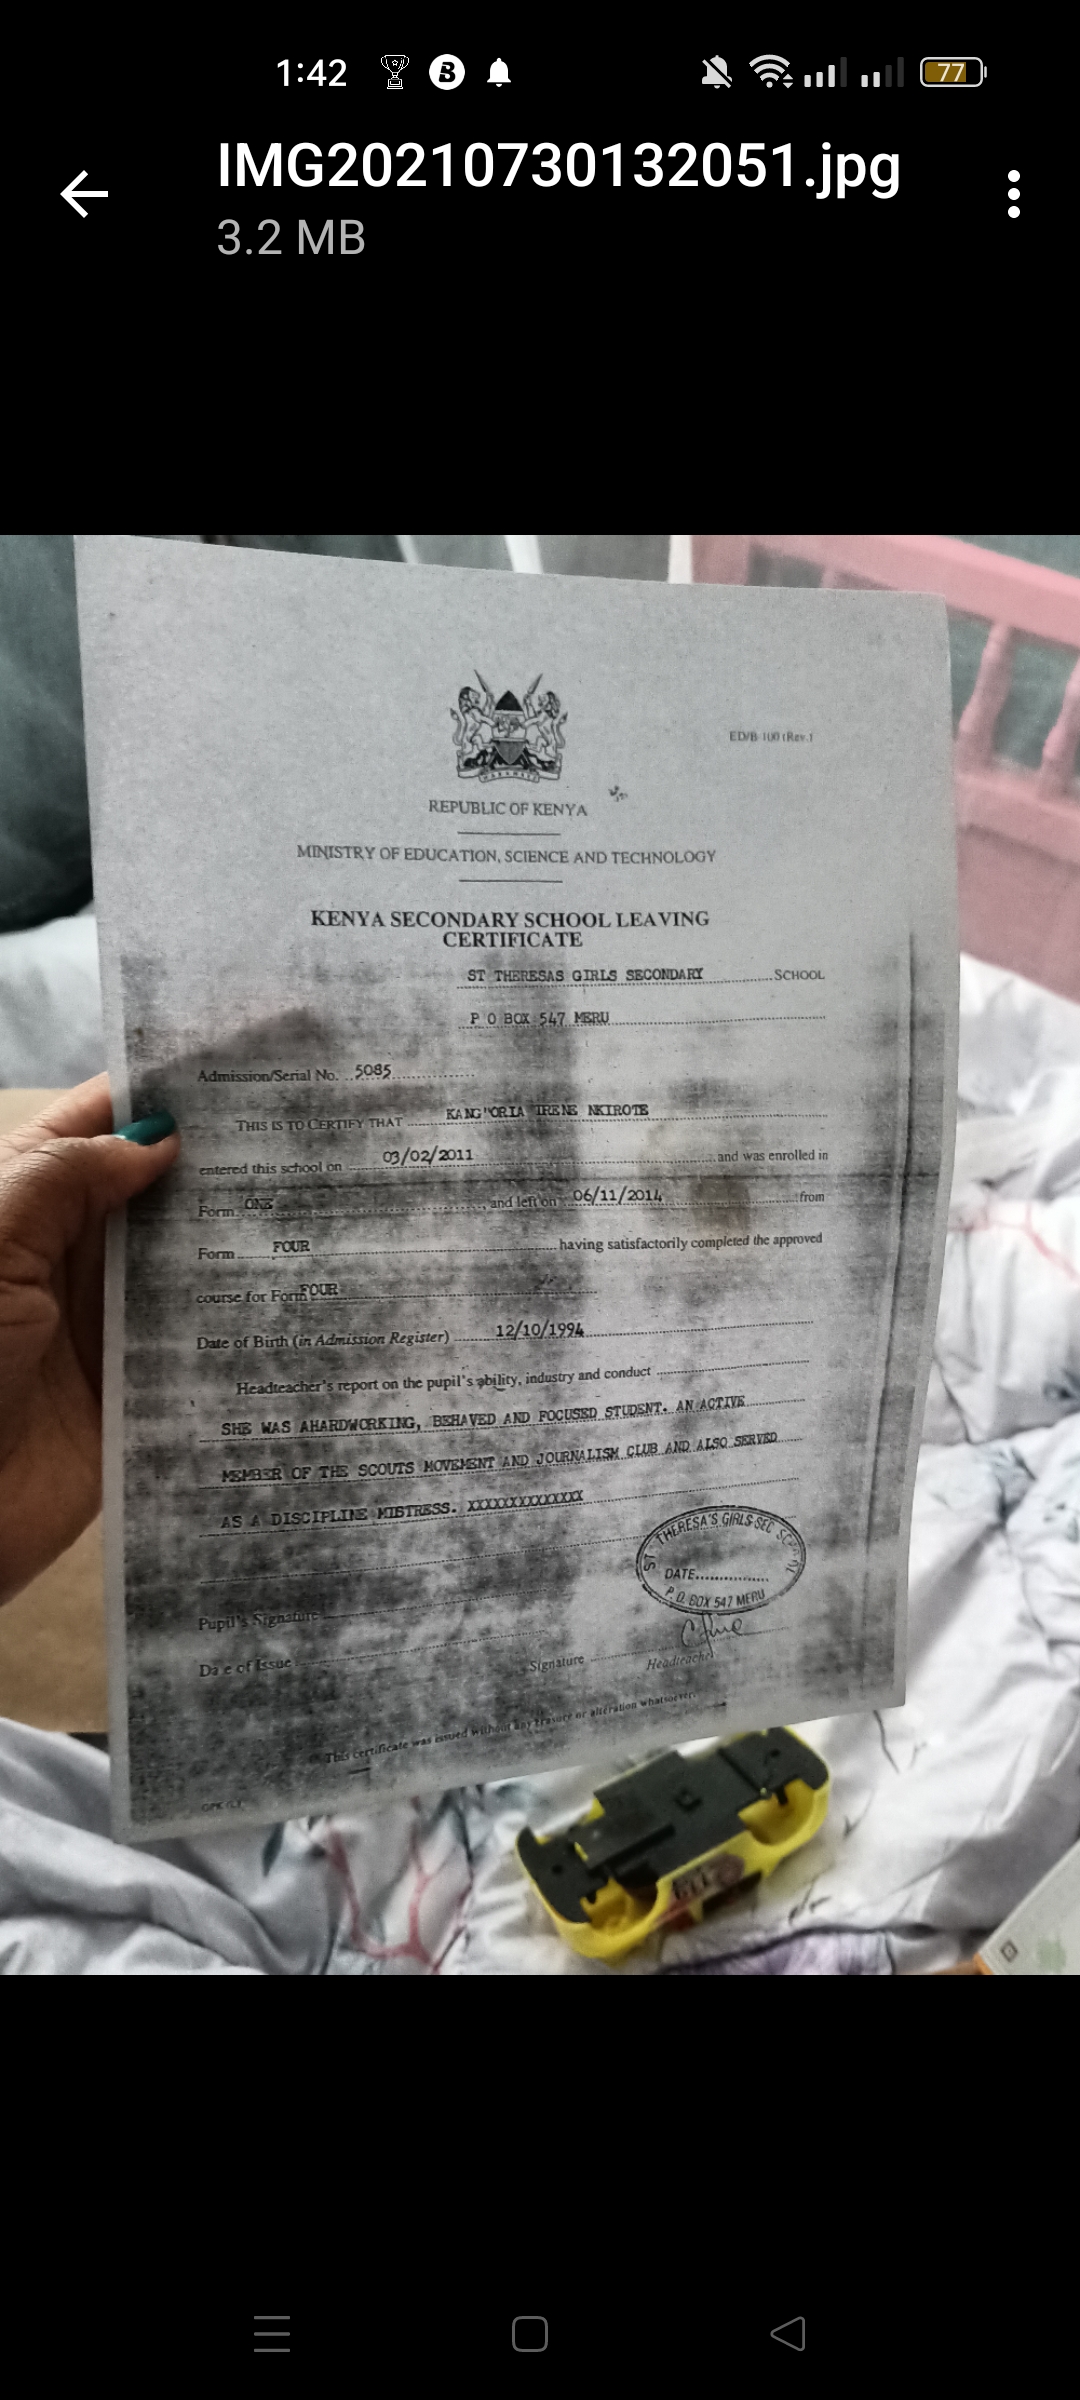 1:42
77
IMG20210730132051.jpg
3.2 MB
ED/B 100 (Rev.)
REPUBLIC OF KENYA
MINISTRY OF EDUCATION, SCIENCE AND TECHNOLOGY
KENYA SECONDARY SCHOOL LEAVING
CERTIFICATE
ST THERESAS GIRLS SECONDARY SCHOOL
P O BOX 547 MERU
Admission/Serial No. 5085
THIS IS TO CERTIFY THAT KANG'ORIA IRENE NKIROTE
entered this school on 03/02/2011 and was enrolled in
Form ONE, and left on 06/11/2014 from
Form FOUR having satisfactorily completed the approved
course for Form FOUR
Date of Birth (in Admission Register) 12/10/1994
Headteacher's report on the pupil's ability, industry and conduct
SHE WAS AHARDWORKING, BEHAVED AND FOCUSED STUDENT. AN ACTIVE
MEMBER OF THE SCOUTS MOVEMENT AND JOURNALISM CLUB AND ALSO SERVED
AS A DISCIPLINE MISTRESS. XXXXXXXXXXXXXX
ST THERESA'S GIRLS SEC SCHOOL
DATE
P.O. BOX 547 MERU
Pupil's Signature
Date of Issue
Signature
Headteacher
This certificate was issued without any erasure or alteration whatsoever.